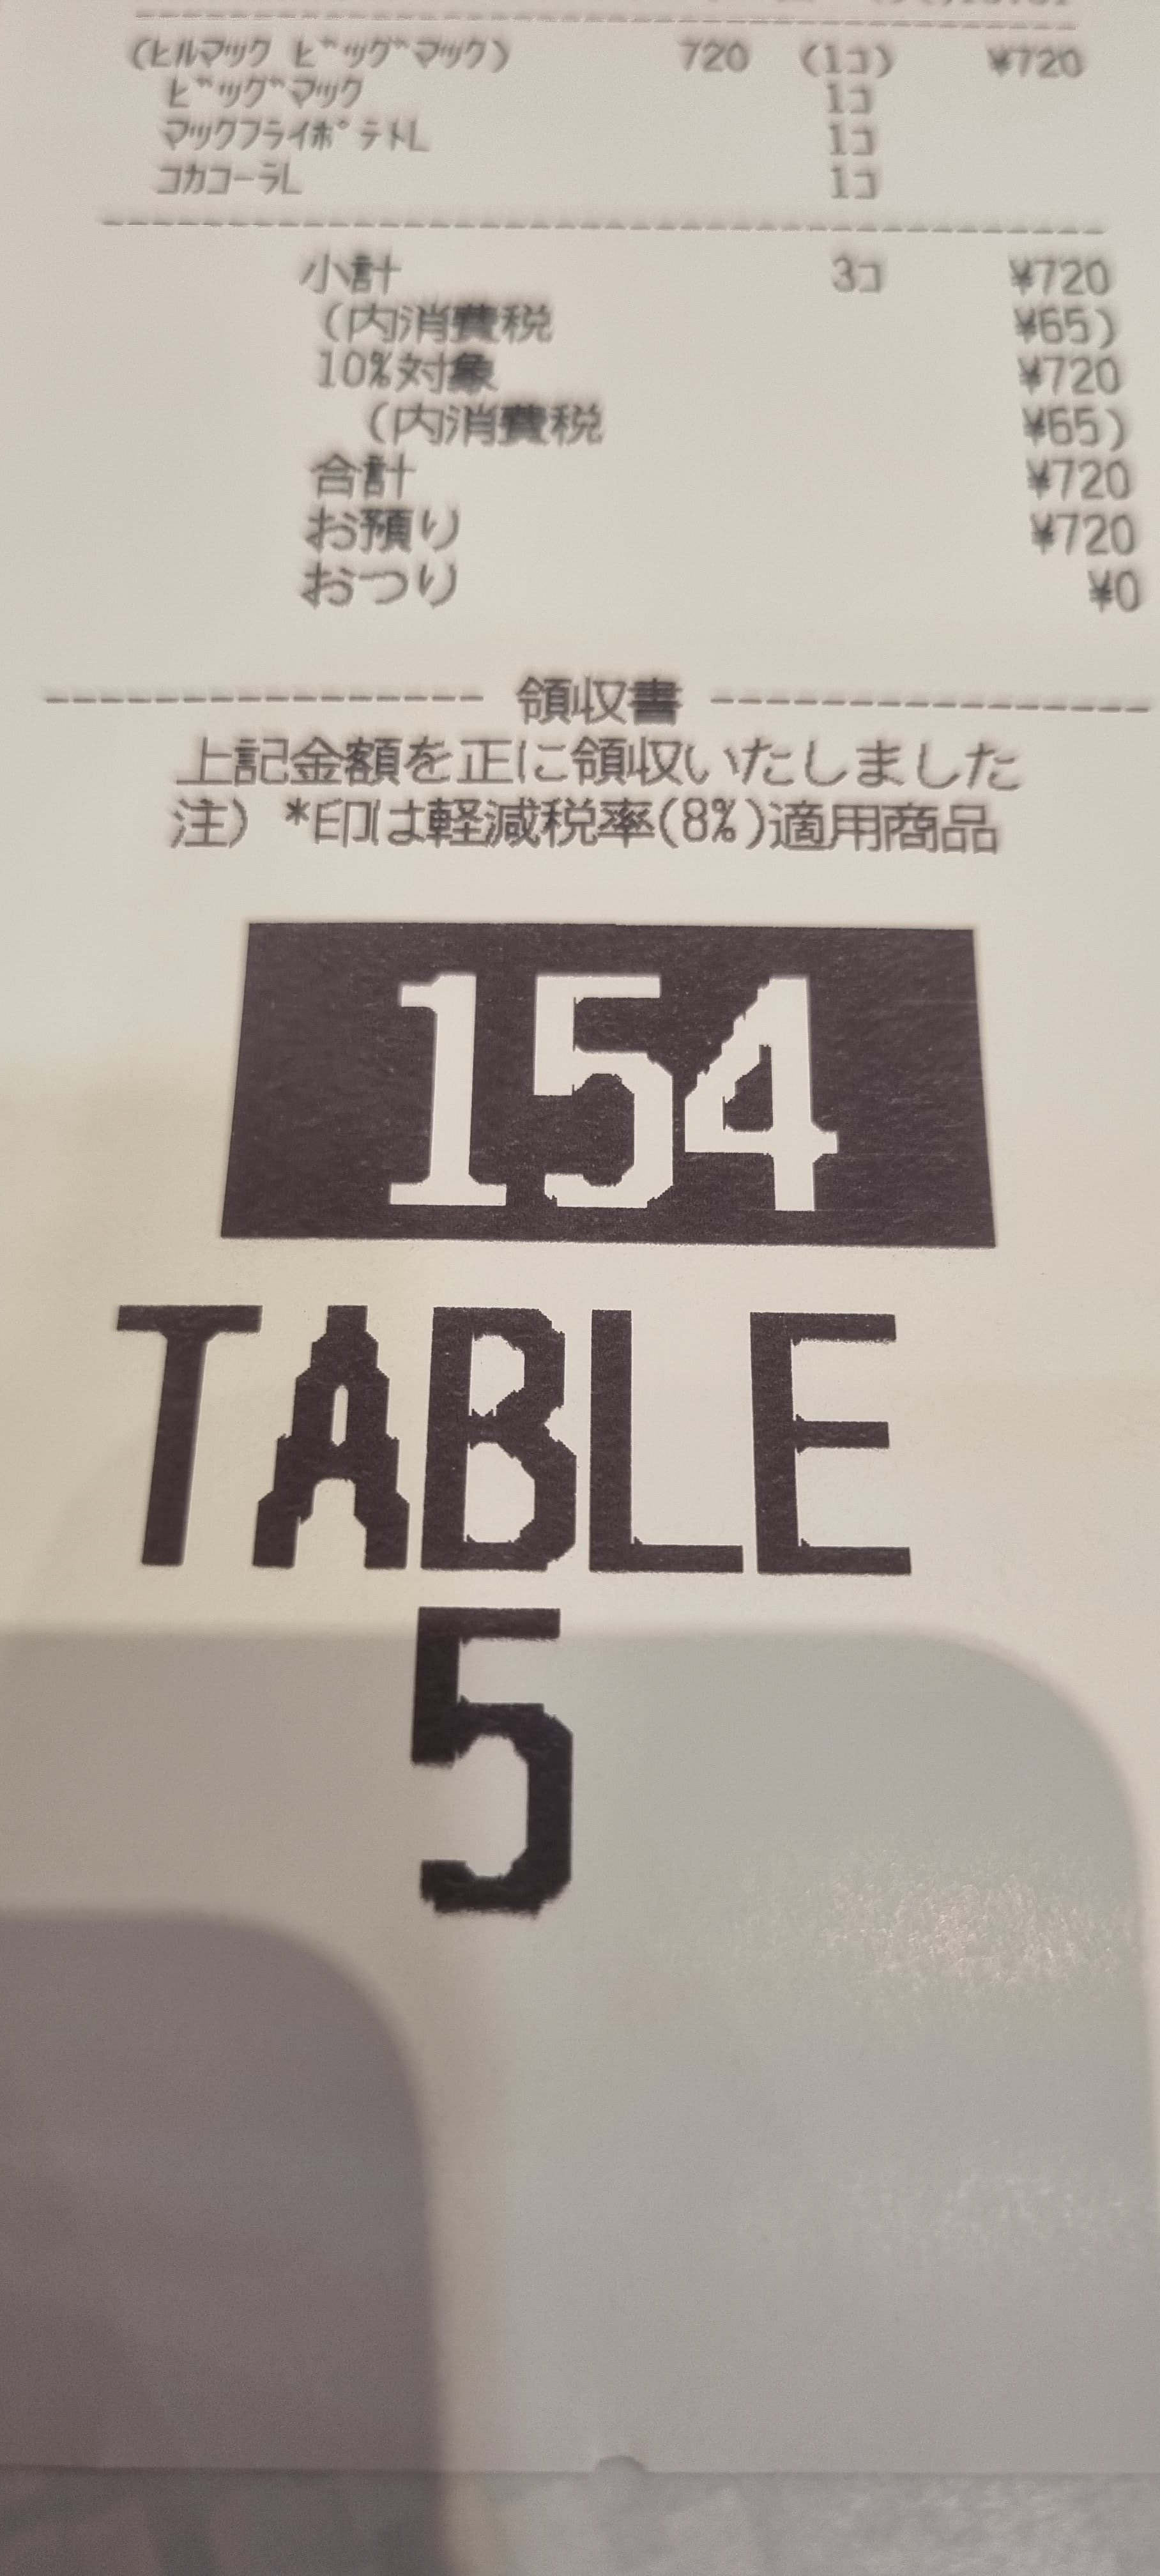 (ﾋﾙﾏｯｸ ﾋﾞｯｸﾞﾏｯｸ) 720 (1コ) ¥720
ﾋﾞｯｸﾞﾏｯｸ 1コ
ﾏｯｸﾌﾗｲﾎﾟﾃﾄL 1コ
ｺｶｺｰﾗL 1コ
小計 3コ ¥720
(内消費税 ¥65)
10%対象 ¥720
(内消費税 ¥65)
合計 ¥720
お預り ¥720
おつり ¥0
領収書
上記金額を正に領収いたしました
注) *印は軽減税率(8%)適用商品
154
TABLE
5